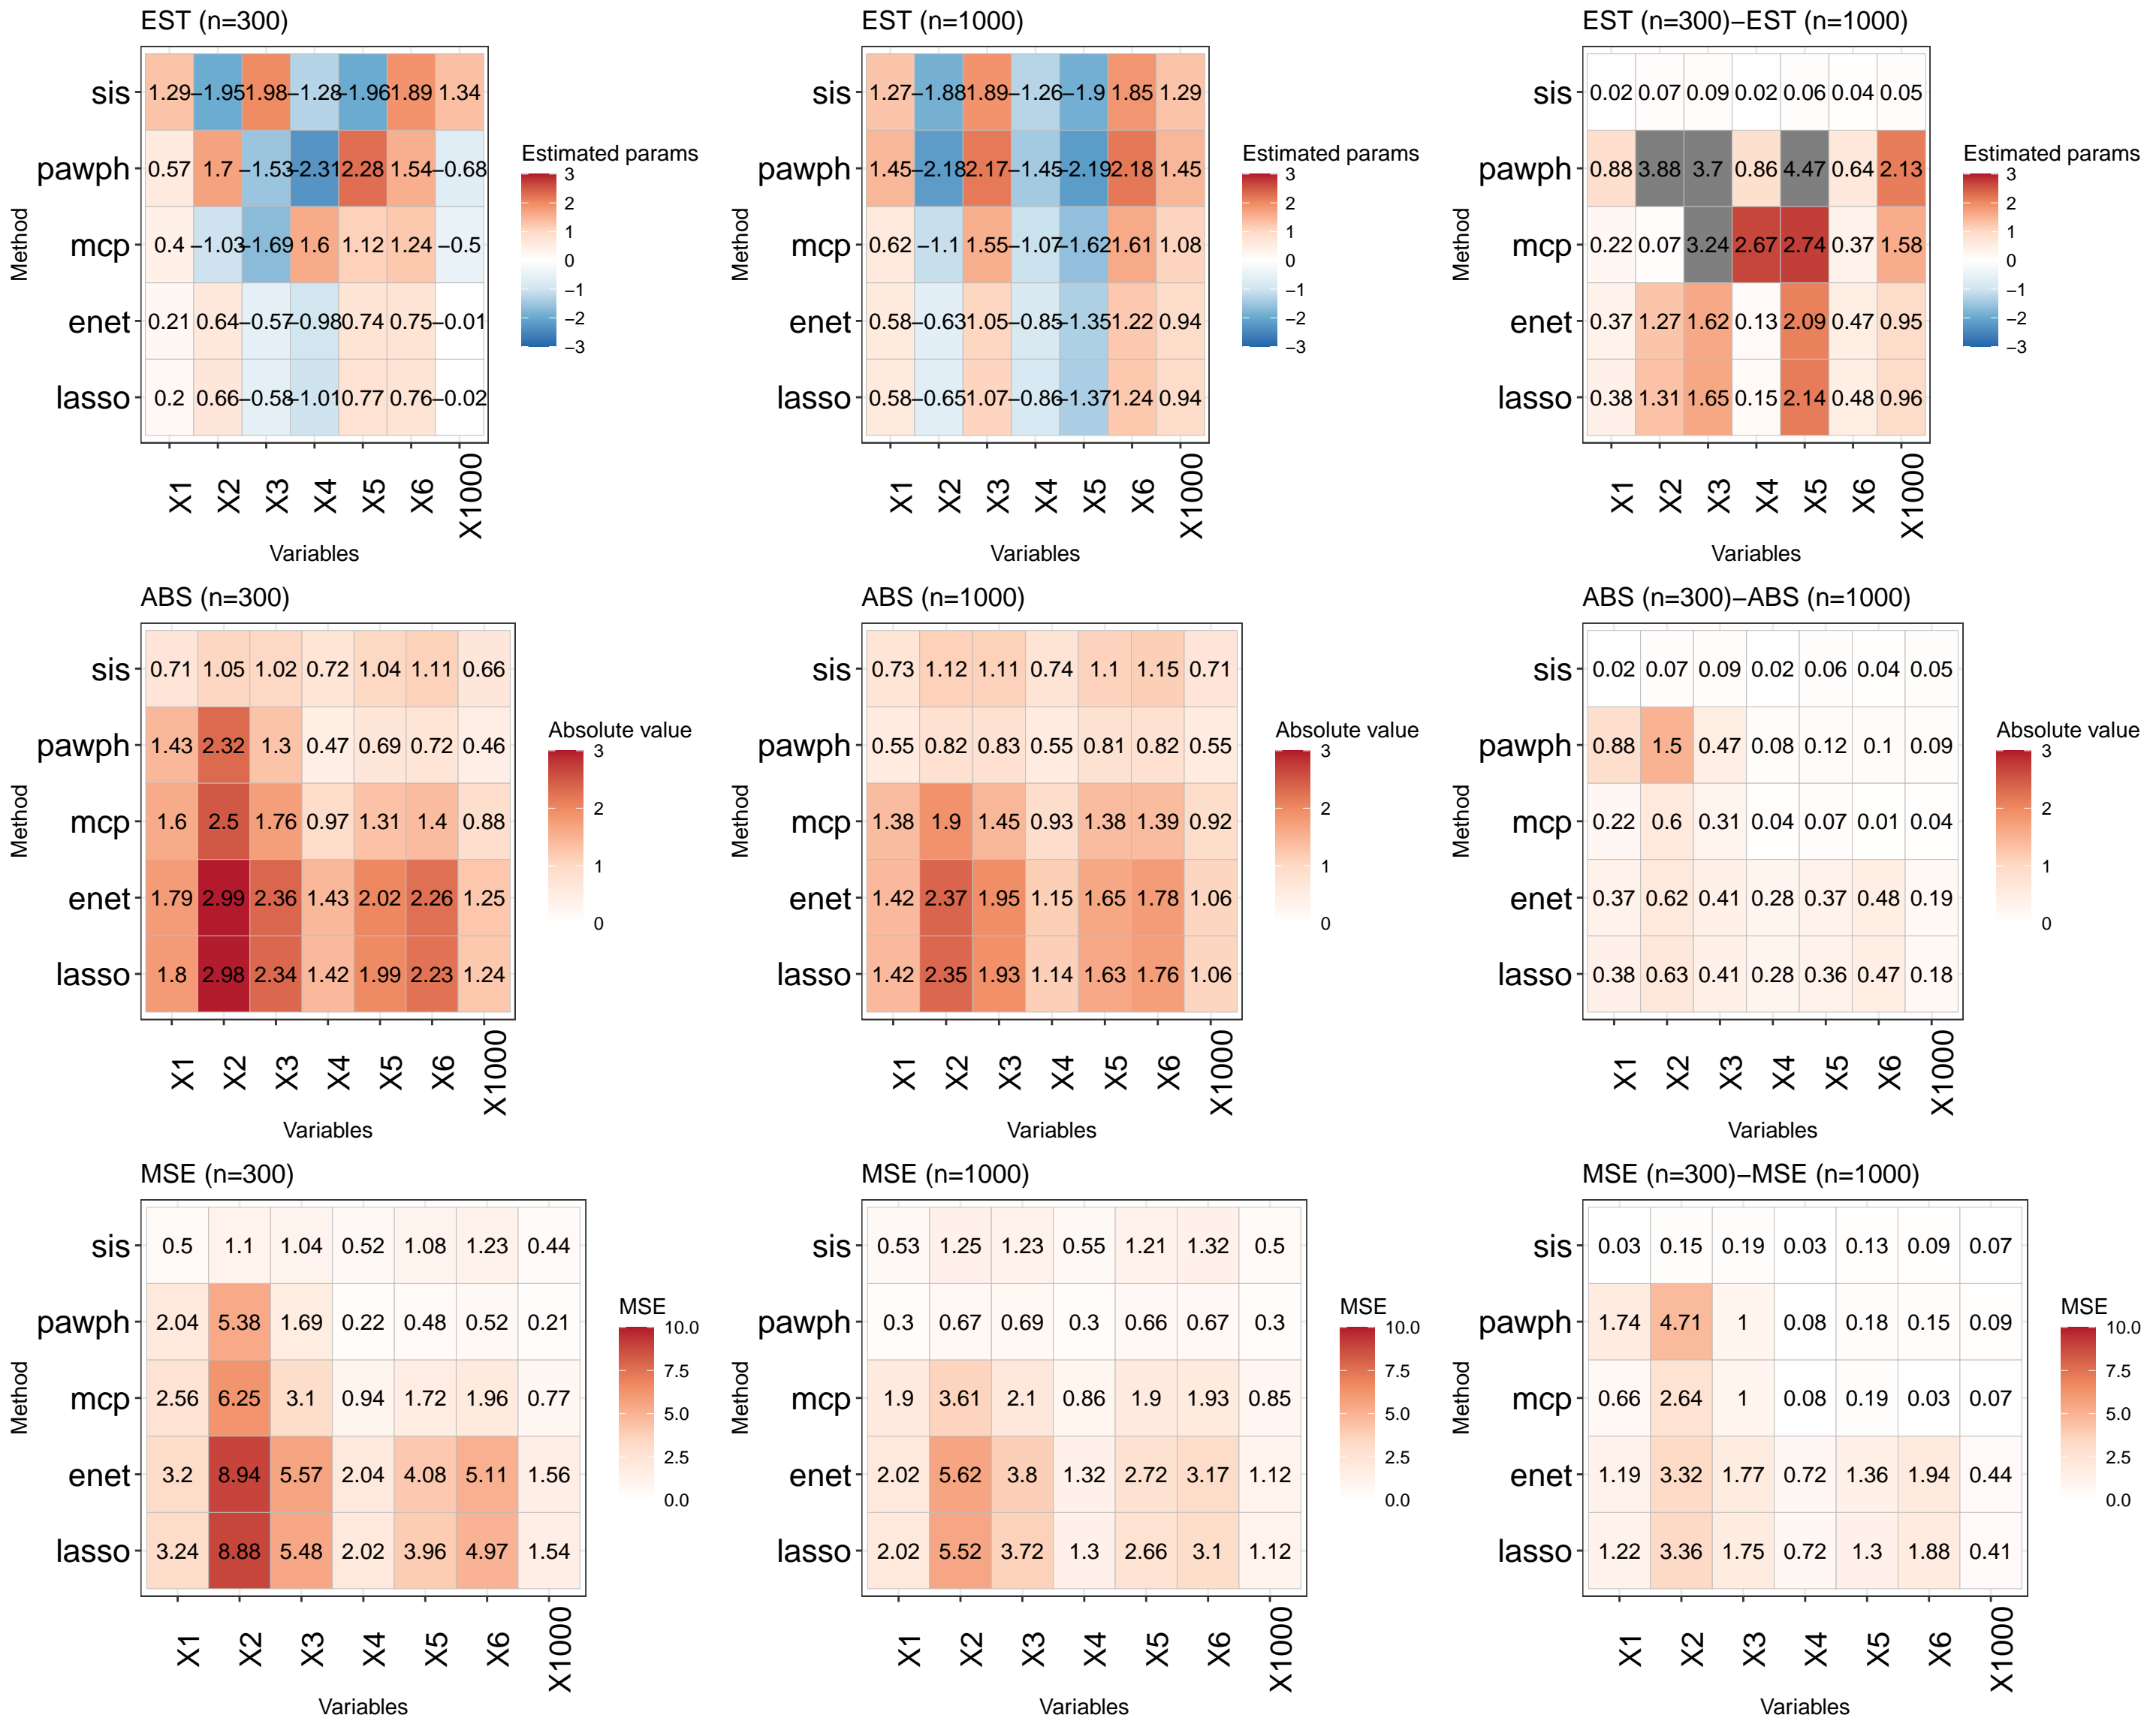 EST (n=300)
Method
sis 1.29 −1.95 1.98 −1.28 −1.96 1.89 1.34
pawph 0.57 1.7 −1.53 −2.31 2.28 1.54 −0.68
mcp 0.4 −1.03 −1.69 1.6 1.12 1.24 −0.5
enet 0.21 0.64 −0.57 −0.98 0.74 0.75 −0.01
lasso 0.2 0.66 −0.58 −1.01 0.77 0.76 −0.02
X1 X2 X3 X4 X5 X6 X1000
Variables
Estimated params
3
2
1
0
−1
−2
−3
EST (n=1000)
Method
sis 1.27 −1.88 1.89 −1.26 −1.9 1.85 1.29
pawph 1.45 −2.18 2.17 −1.45 −2.19 2.18 1.45
mcp 0.62 −1.1 1.55 −1.07 −1.62 1.61 1.08
enet 0.58 −0.63 1.05 −0.85 −1.35 1.22 0.94
lasso 0.58 −0.65 1.07 −0.86 −1.37 1.24 0.94
X1 X2 X3 X4 X5 X6 X1000
Variables
Estimated params
3
2
1
0
−1
−2
−3
EST (n=300)−EST (n=1000)
Method
sis 0.02 0.07 0.09 0.02 0.06 0.04 0.05
pawph 0.88 3.88 3.7 0.86 4.47 0.64 2.13
mcp 0.22 0.07 3.24 2.67 2.74 0.37 1.58
enet 0.37 1.27 1.62 0.13 2.09 0.47 0.95
lasso 0.38 1.31 1.65 0.15 2.14 0.48 0.96
X1 X2 X3 X4 X5 X6 X1000
Variables
Estimated params
3
2
1
0
−1
−2
−3
ABS (n=300)
Method
sis 0.71 1.05 1.02 0.72 1.04 1.11 0.66
pawph 1.43 2.32 1.3 0.47 0.69 0.72 0.46
mcp 1.6 2.5 1.76 0.97 1.31 1.4 0.88
enet 1.79 2.99 2.36 1.43 2.02 2.26 1.25
lasso 1.8 2.98 2.34 1.42 1.99 2.23 1.24
X1 X2 X3 X4 X5 X6 X1000
Variables
Absolute value
3
2
1
0
ABS (n=1000)
Method
sis 0.73 1.12 1.11 0.74 1.1 1.15 0.71
pawph 0.55 0.82 0.83 0.55 0.81 0.82 0.55
mcp 1.38 1.9 1.45 0.93 1.38 1.39 0.92
enet 1.42 2.37 1.95 1.15 1.65 1.78 1.06
lasso 1.42 2.35 1.93 1.14 1.63 1.76 1.06
X1 X2 X3 X4 X5 X6 X1000
Variables
Absolute value
3
2
1
0
ABS (n=300)−ABS (n=1000)
Method
sis 0.02 0.07 0.09 0.02 0.06 0.04 0.05
pawph 0.88 1.5 0.47 0.08 0.12 0.1 0.09
mcp 0.22 0.6 0.31 0.04 0.07 0.01 0.04
enet 0.37 0.62 0.41 0.28 0.37 0.48 0.19
lasso 0.38 0.63 0.41 0.28 0.36 0.47 0.18
X1 X2 X3 X4 X5 X6 X1000
Variables
Absolute value
3
2
1
0
MSE (n=300)
Method
sis 0.5 1.1 1.04 0.52 1.08 1.23 0.44
pawph 2.04 5.38 1.69 0.22 0.48 0.52 0.21
mcp 2.56 6.25 3.1 0.94 1.72 1.96 0.77
enet 3.2 8.94 5.57 2.04 4.08 5.11 1.56
lasso 3.24 8.88 5.48 2.02 3.96 4.97 1.54
X1 X2 X3 X4 X5 X6 X1000
Variables
MSE
10.0
7.5
5.0
2.5
0.0
MSE (n=1000)
Method
sis 0.53 1.25 1.23 0.55 1.21 1.32 0.5
pawph 0.3 0.67 0.69 0.3 0.66 0.67 0.3
mcp 1.9 3.61 2.1 0.86 1.9 1.93 0.85
enet 2.02 5.62 3.8 1.32 2.72 3.17 1.12
lasso 2.02 5.52 3.72 1.3 2.66 3.1 1.12
X1 X2 X3 X4 X5 X6 X1000
Variables
MSE
10.0
7.5
5.0
2.5
0.0
MSE (n=300)−MSE (n=1000)
Method
sis 0.03 0.15 0.19 0.03 0.13 0.09 0.07
pawph 1.74 4.71 1 0.08 0.18 0.15 0.09
mcp 0.66 2.64 1 0.08 0.19 0.03 0.07
enet 1.19 3.32 1.77 0.72 1.36 1.94 0.44
lasso 1.22 3.36 1.75 0.72 1.3 1.88 0.41
X1 X2 X3 X4 X5 X6 X1000
Variables
MSE
10.0
7.5
5.0
2.5
0.0